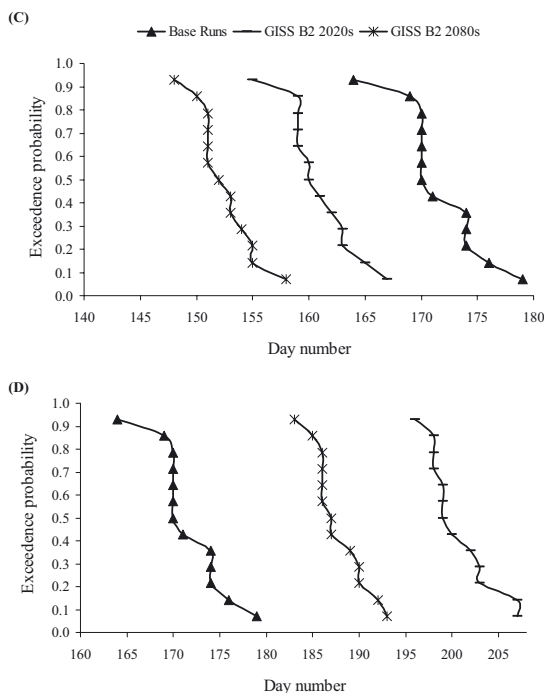 (C)
Base Runs GISS B2 2020s GISS B2 2080s
Exceedence probability
1.0
0.9
0.8
0.7
0.6
0.5
0.4
0.3
0.2
0.1
0.0
140 145 150 155 160 165 170 175 180
Day number
(D)
Exceedence probability
1.0
0.9
0.8
0.7
0.6
0.5
0.4
0.3
0.2
0.1
0.0
160 164 170 175 180 185 190 195 200 205
Day number